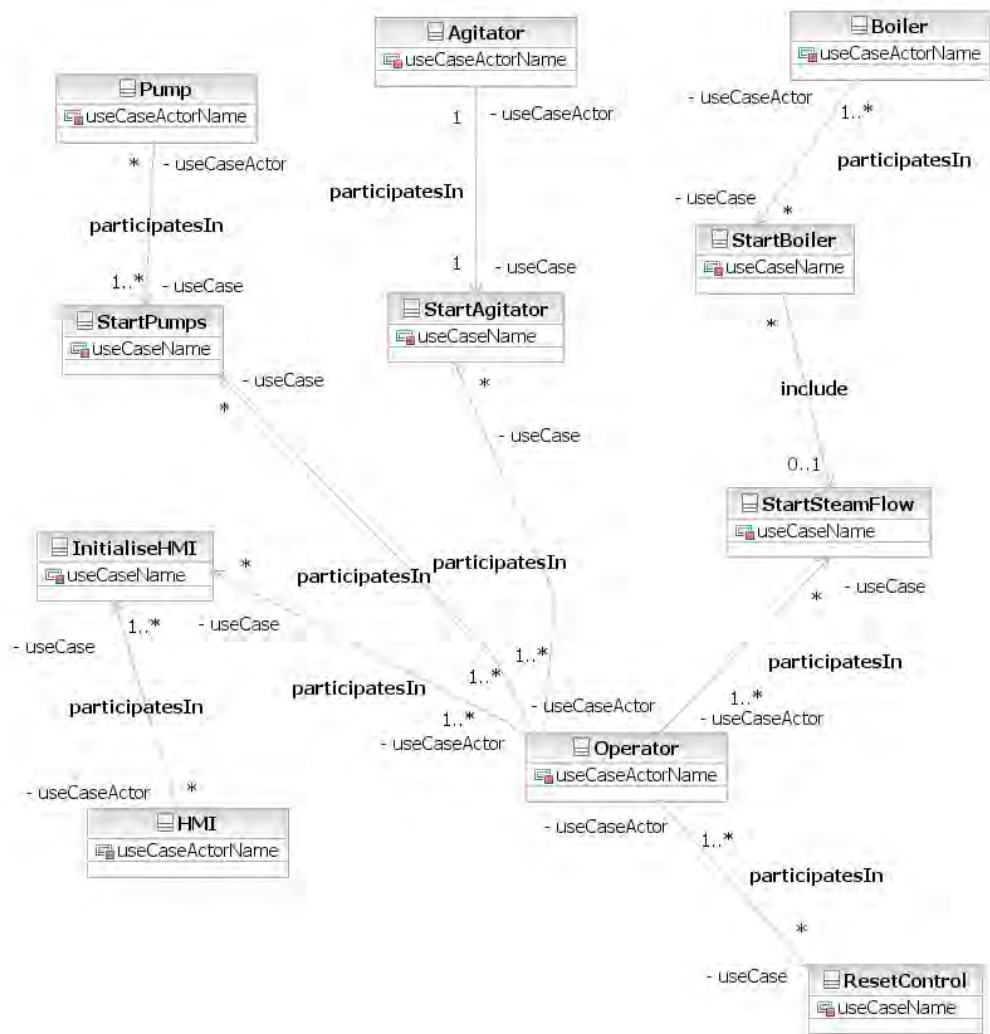 Agitator
useCaseActorName
Boiler
useCaseActorName
Pump
useCaseActorName
1
- useCaseActor
- useCaseActor
1..*
* - useCaseActor
participatesIn
participatesIn
participatesIn
- useCase
*
1
- useCase
1..* - useCase
StartBoiler
useCaseName
StartPumps
useCaseName
StartAgitator
useCaseName
*
- useCase
*
*
include
- useCase
0..1
StartSteamFlow
useCaseName
InitialiseHMI
useCaseName
*
participatesIn
participatesIn
- useCase
*
1..*
- useCase
- useCase
1..*
participatesIn
1..*
participatesIn
participatesIn
1..*
- useCaseActor
1..*
- useCaseActor
- useCaseActor
Operator
useCaseActorName
- useCaseActor
*
HMI
useCaseActorName
- useCaseActor
1..*
participatesIn
*
- useCase
ResetControl
useCaseName